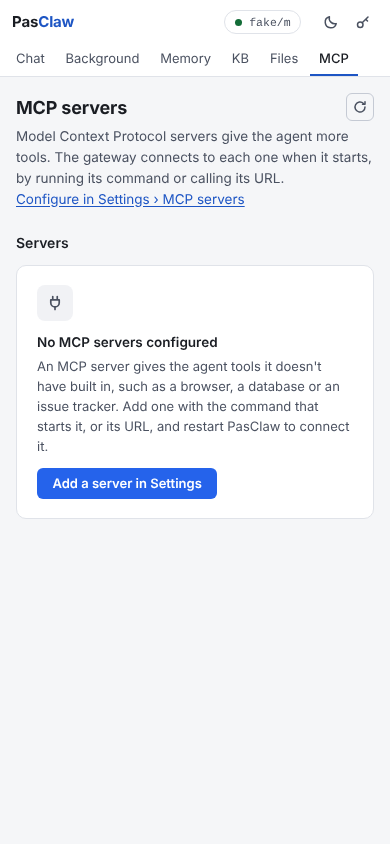 PasClaw
fake/m
Chat Background Memory KB Files MCP
MCP servers
Model Context Protocol servers give the agent more
tools. The gateway connects to each one when it starts,
by running its command or calling its URL.
Configure in Settings › MCP servers
Servers
No MCP servers configured
An MCP server gives the agent tools it doesn't
have built in, such as a browser, a database or an
issue tracker. Add one with the command that
starts it, or its URL, and restart PasClaw to connect
it.
Add a server in Settings